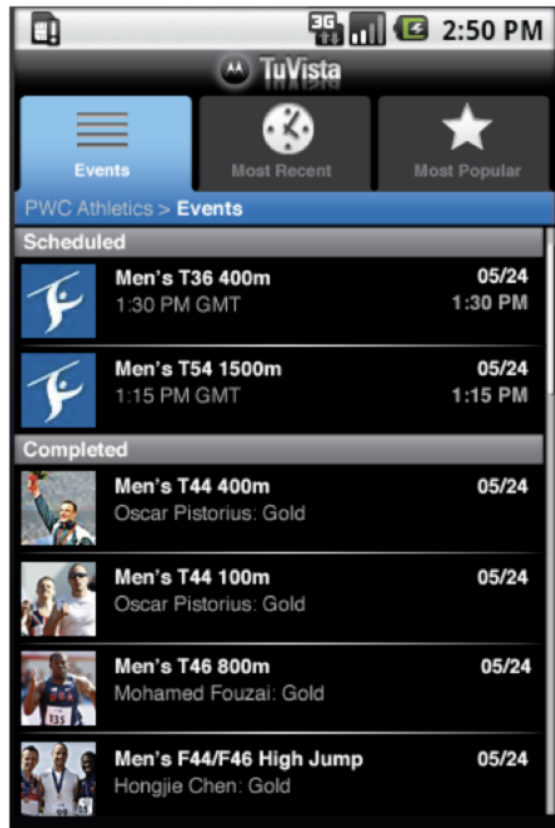 3G 2:50 PM
TuVista
Events Most Recent Most Popular
PWC Athletics > Events
Scheduled
Men's T36 400m 05/24
1:30 PM GMT 1:30 PM
Men's T54 1500m 05/24
1:15 PM GMT 1:15 PM
Completed
Men's T44 400m 05/24
Oscar Pistorius: Gold
Men's T44 100m 05/24
Oscar Pistorius: Gold
Men's T46 800m 05/24
Mohamed Fouzai: Gold
Men's F44/F46 High Jump 05/24
Hongjie Chen: Gold